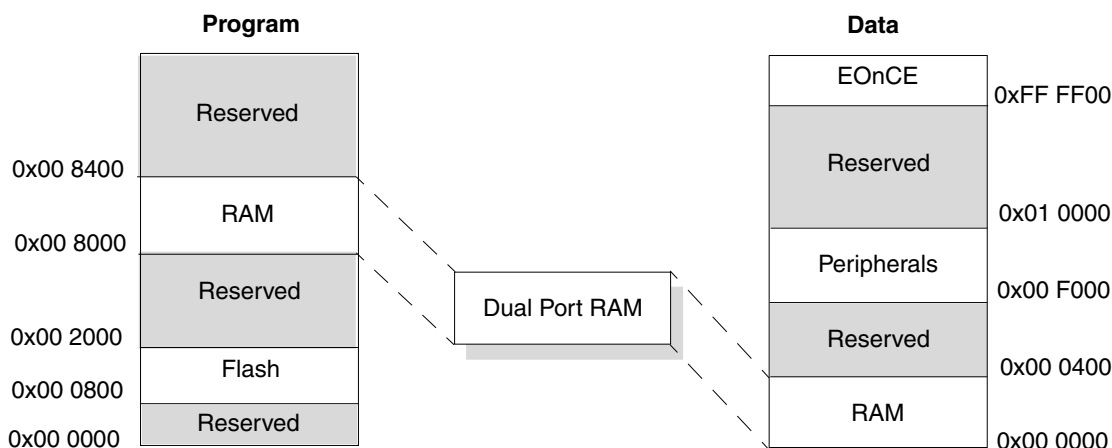 Program
Reserved
0x00 8400
RAM
0x00 8000
Reserved
0x00 2000
Flash
0x00 0800
Reserved
0x00 0000
Dual Port RAM
Data
EOnCE
0xFF FF00
Reserved
0x01 0000
Peripherals
0x00 F000
Reserved
0x00 0400
RAM
0x00 0000